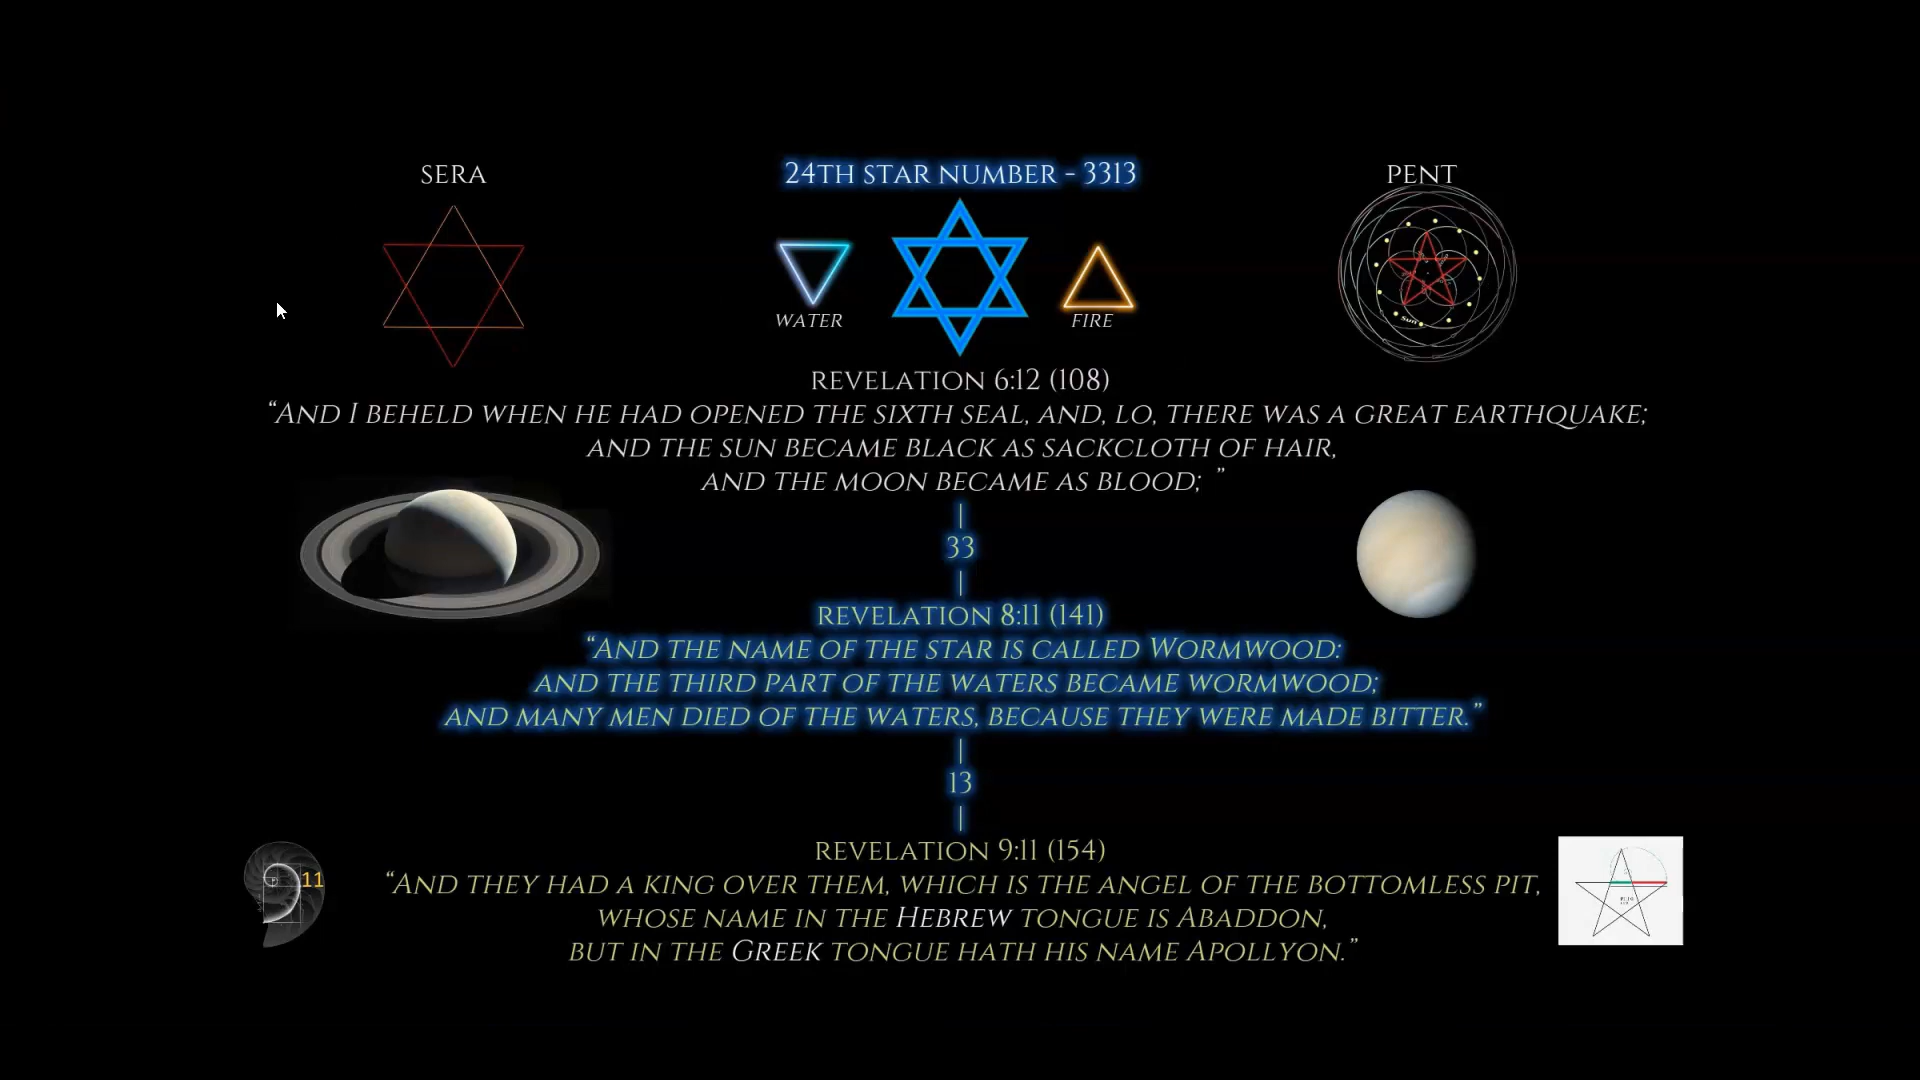 SERA
24TH STAR NUMBER - 3313
PENT
WATER
FIRE
Sun
REVELATION 6:12 (108)
“AND I BEHELD WHEN HE HAD OPENED THE SIXTH SEAL, AND, LO, THERE WAS A GREAT EARTHQUAKE;
AND THE SUN BECAME BLACK AS SACKCLOTH OF HAIR,
AND THE MOON BECAME AS BLOOD; ”
33
REVELATION 8:11 (141)
“AND THE NAME OF THE STAR IS CALLED WORMWOOD:
AND THE THIRD PART OF THE WATERS BECAME WORMWOOD;
AND MANY MEN DIED OF THE WATERS, BECAUSE THEY WERE MADE BITTER.”
13
REVELATION 9:11 (154)
11
“AND THEY HAD A KING OVER THEM, WHICH IS THE ANGEL OF THE BOTTOMLESS PIT,
WHOSE NAME IN THE HEBREW TONGUE IS ABADDON,
BUT IN THE GREEK TONGUE HATH HIS NAME APOLLYON.”